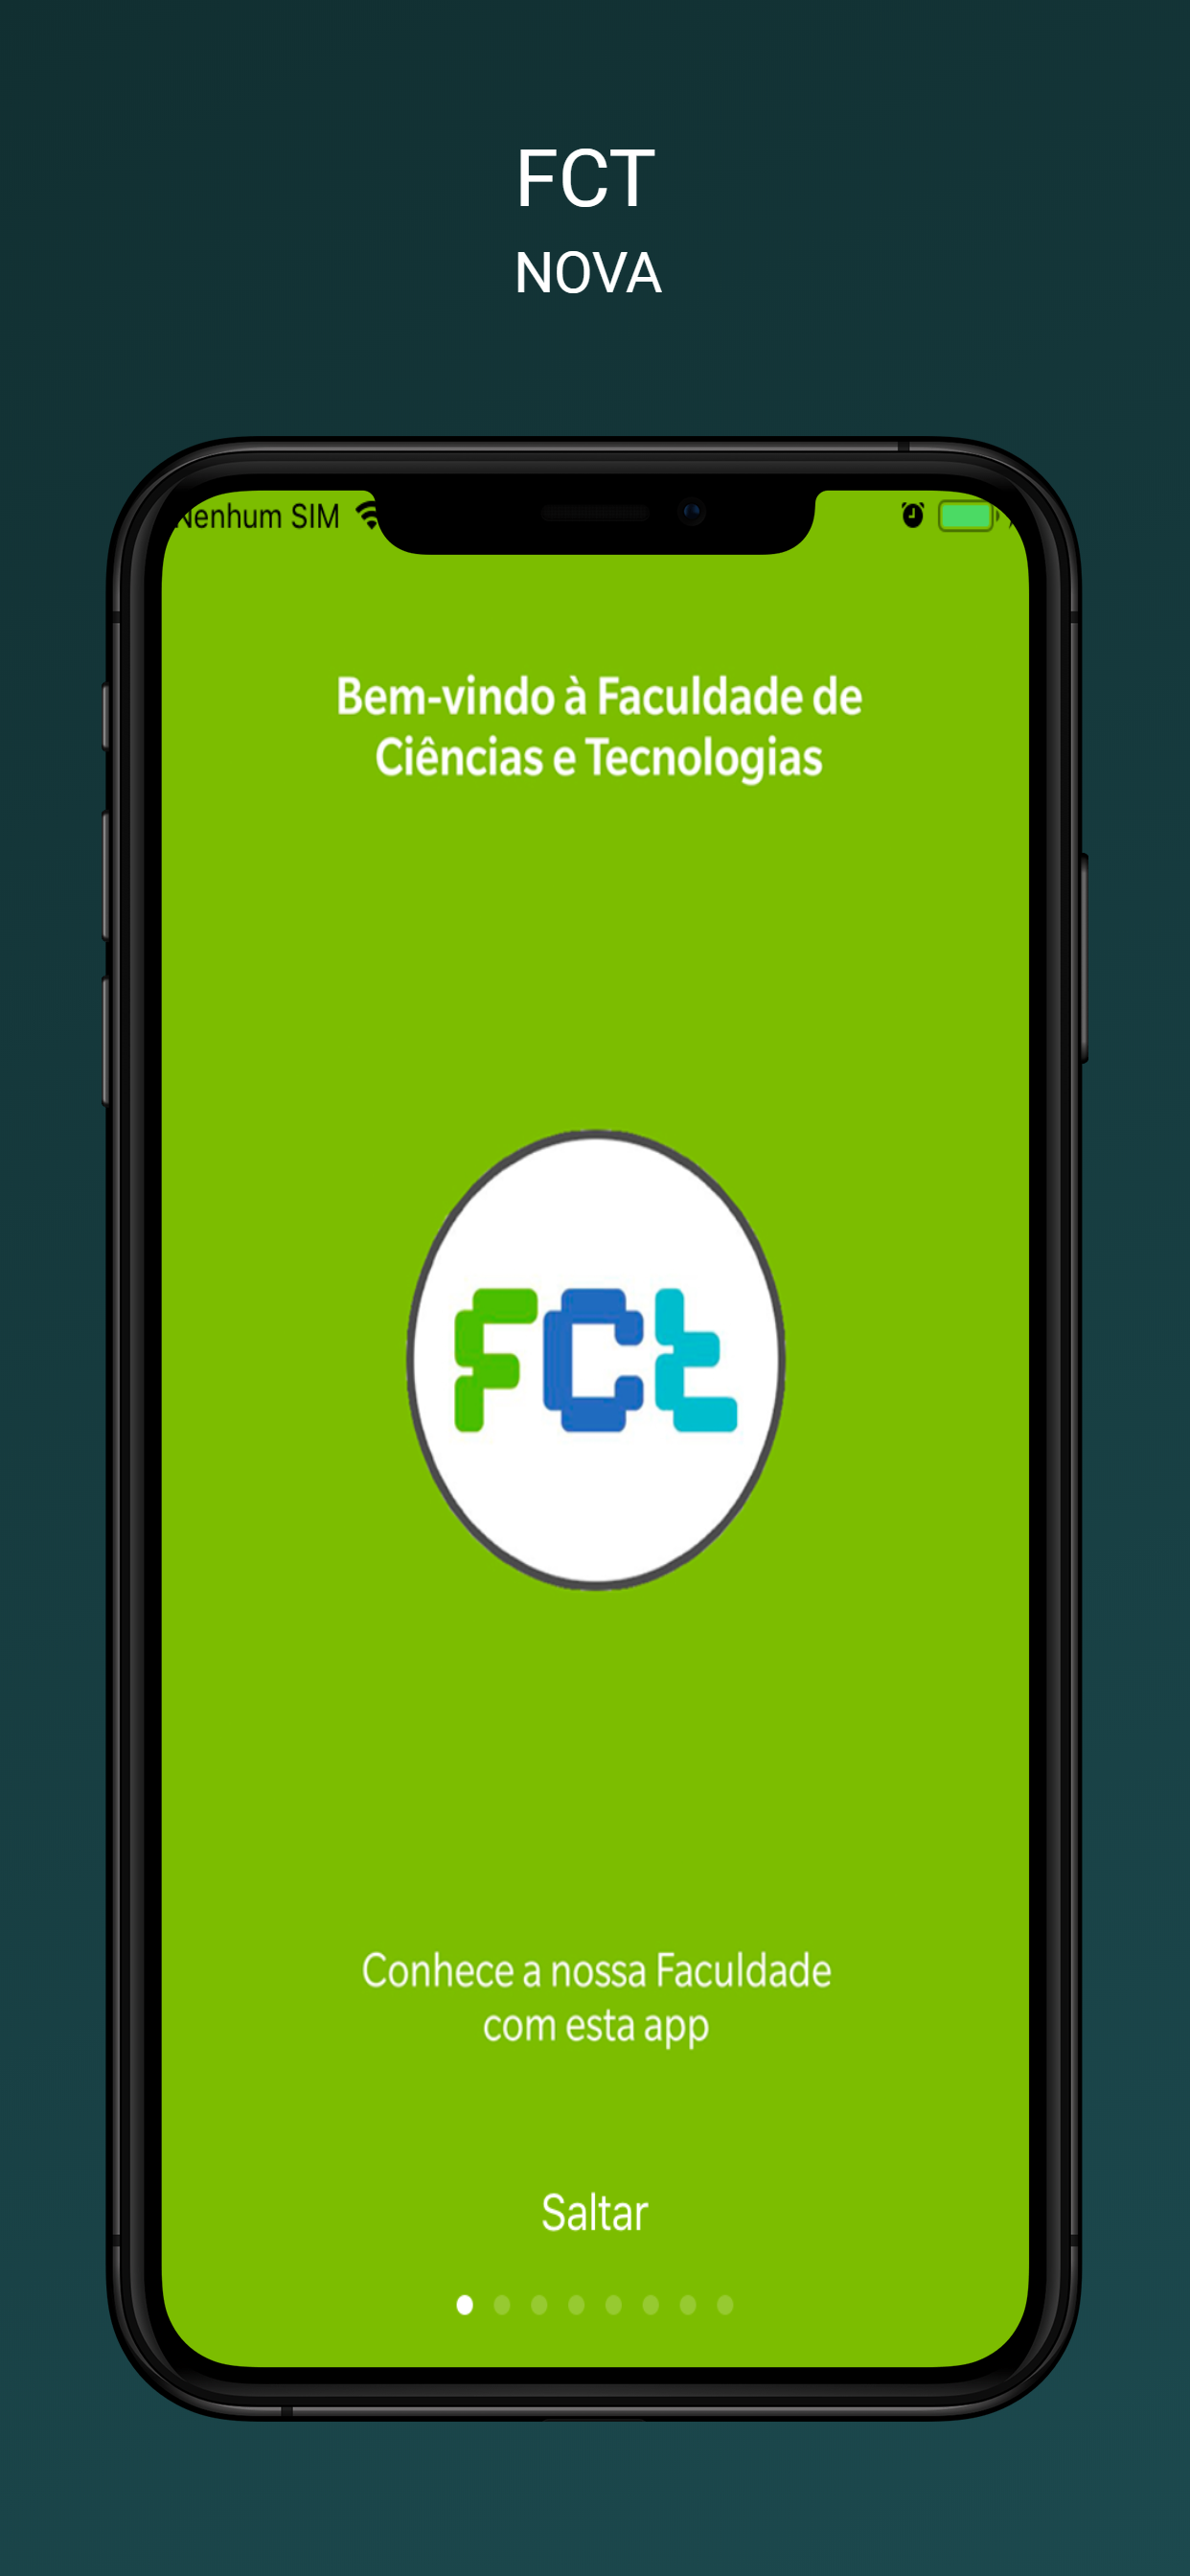 FCT
NOVA
Nenhum SIM
Bem-vindo à Faculdade de
Ciências e Tecnologias
FCt
Conhece a nossa Faculdade
com esta app
Saltar